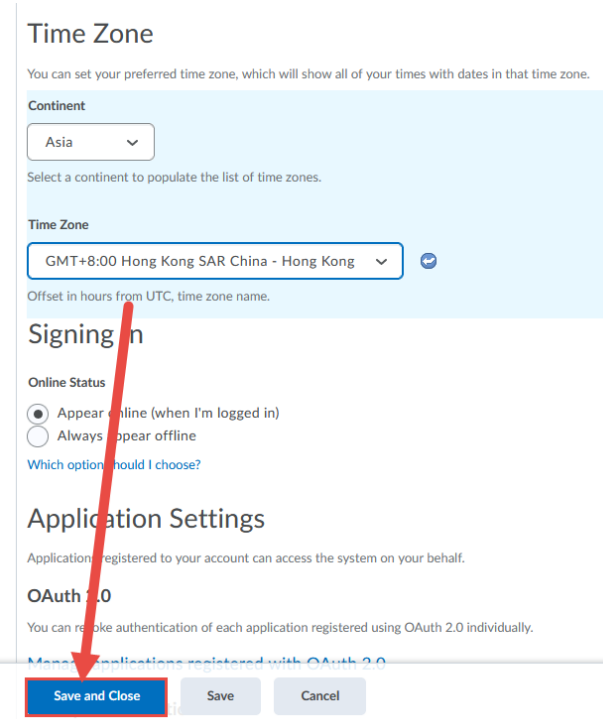 Time Zone
You can set your preferred time zone, which will show all of your times with dates in that time zone.
Continent
Asia
Select a continent to populate the list of time zones.
Time Zone
GMT+8:00 Hong Kong SAR China - Hong Kong
Offset in hours from UTC, time zone name.
Signing In
Online Status
Appear online (when I'm logged in)
Always appear offline
Which option should I choose?
Application Settings
Applications registered to your account can access the system on your behalf.
OAuth 2.0
You can revoke authentication of each application registered using OAuth 2.0 individually.
Manage applications registered with OAuth 2.0
Save and Close Save Cancel